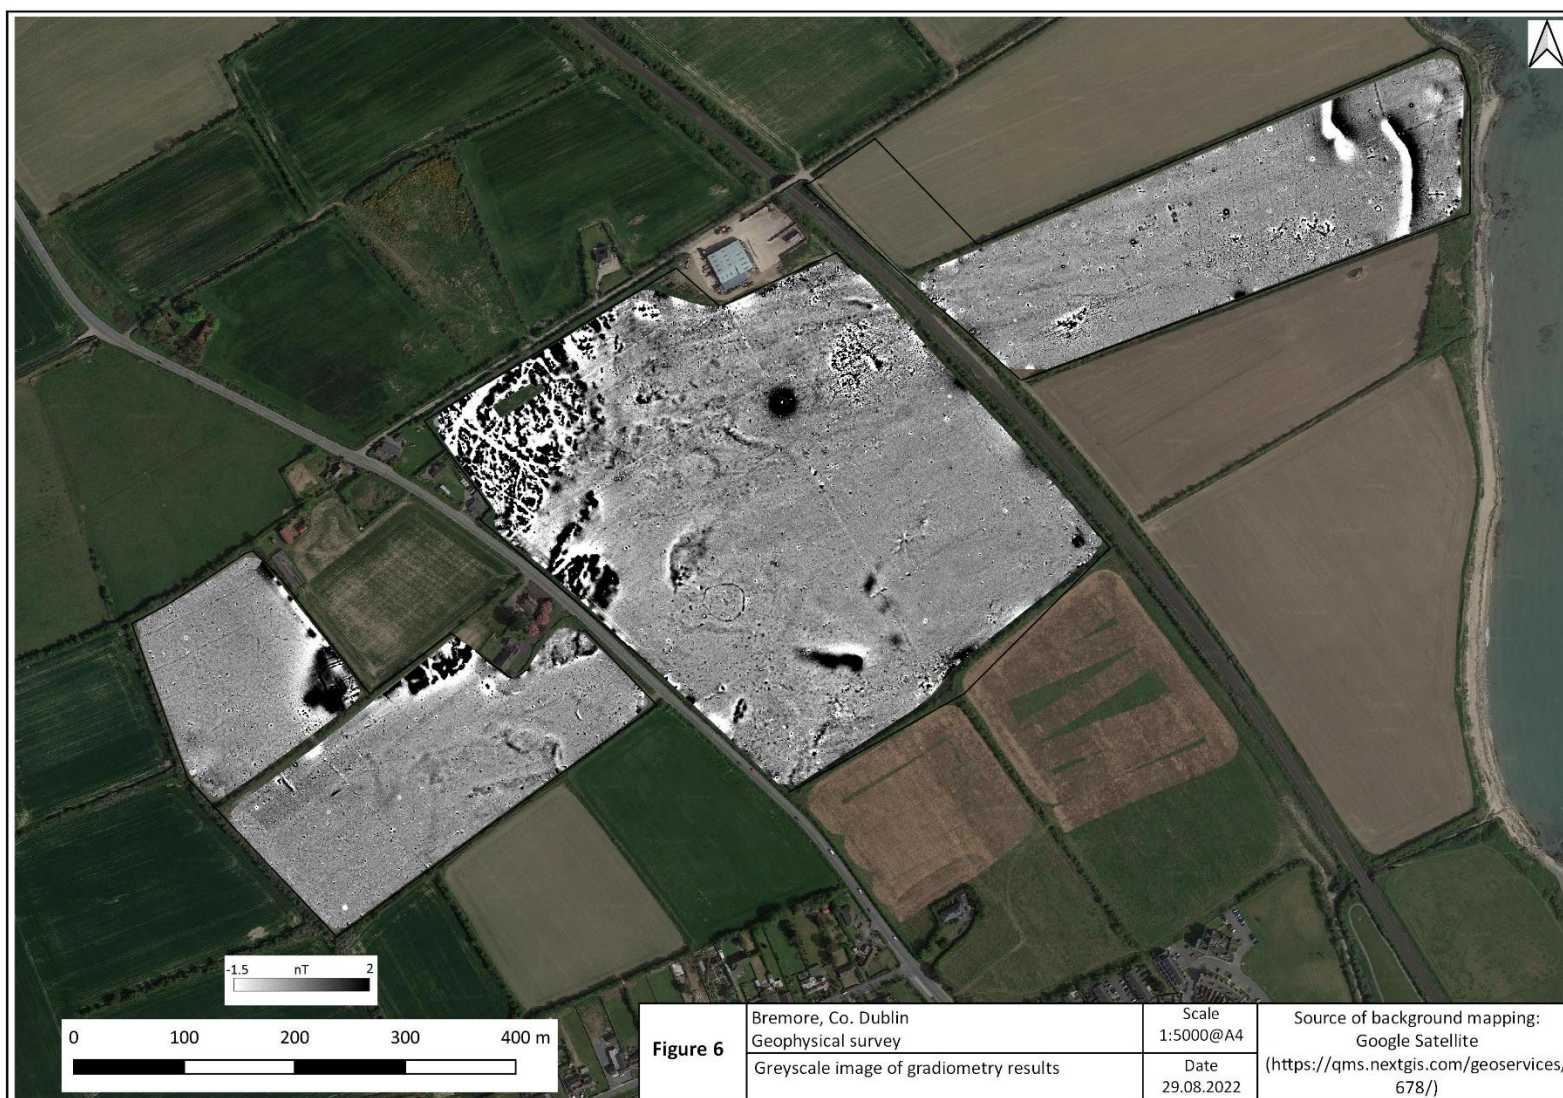 -1.5 nT 2
0 100 200 300 400 m
Figure 6
Bremore, Co. Dublin
Geophysical survey
Greyscale image of gradiometry results
Scale
1:5000@A4
Date
29.08.2022
Source of background mapping:
Google Satellite
(https://qms.nextgis.com/geoservices/
678/)